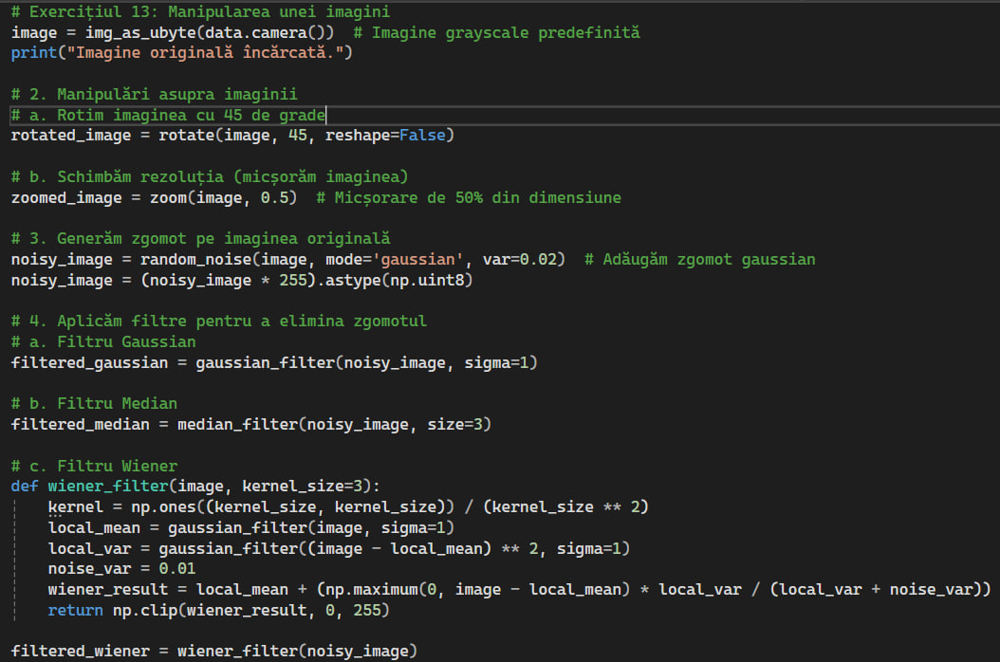 # Exercițiul 13: Manipularea unei imagini
image = img_as_ubyte(data.camera())  # Imagine grayscale predefinită
print("Imagine originală încărcată.")

# 2. Manipulări asupra imaginii
# a. Rotim imaginea cu 45 de grade
rotated_image = rotate(image, 45, reshape=False)

# b. Schimbăm rezoluția (micșorăm imaginea)
zoomed_image = zoom(image, 0.5)  # Micșorare de 50% din dimensiune

# 3. Generăm zgomot pe imaginea originală
noisy_image = random_noise(image, mode='gaussian', var=0.02)  # Adăugăm zgomot gaussian
noisy_image = (noisy_image * 255).astype(np.uint8)

# 4. Aplicăm filtre pentru a elimina zgomotul
# a. Filtru Gaussian
filtered_gaussian = gaussian_filter(noisy_image, sigma=1)

# b. Filtru Median
filtered_median = median_filter(noisy_image, size=3)

# c. Filtru Wiener
def wiener_filter(image, kernel_size=3):
    kernel = np.ones((kernel_size, kernel_size)) / (kernel_size ** 2)
    local_mean = gaussian_filter(image, sigma=1)
    local_var = gaussian_filter((image - local_mean) ** 2, sigma=1)
    noise_var = 0.01
    wiener_result = local_mean + (np.maximum(0, image - local_mean) * local_var / (local_var + noise_var))
    return np.clip(wiener_result, 0, 255)

filtered_wiener = wiener_filter(noisy_image)